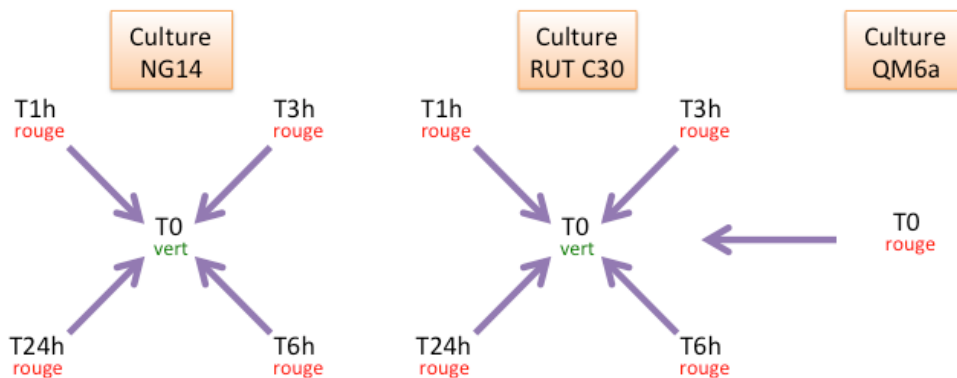 Culture
NG14
Culture
RUT C30
Culture
QM6a
T1h
rouge
T3h
rouge
T1h
rouge
T3h
rouge
T0
vert
T0
vert
T0
rouge
T24h
rouge
T6h
rouge
T24h
rouge
T6h
rouge